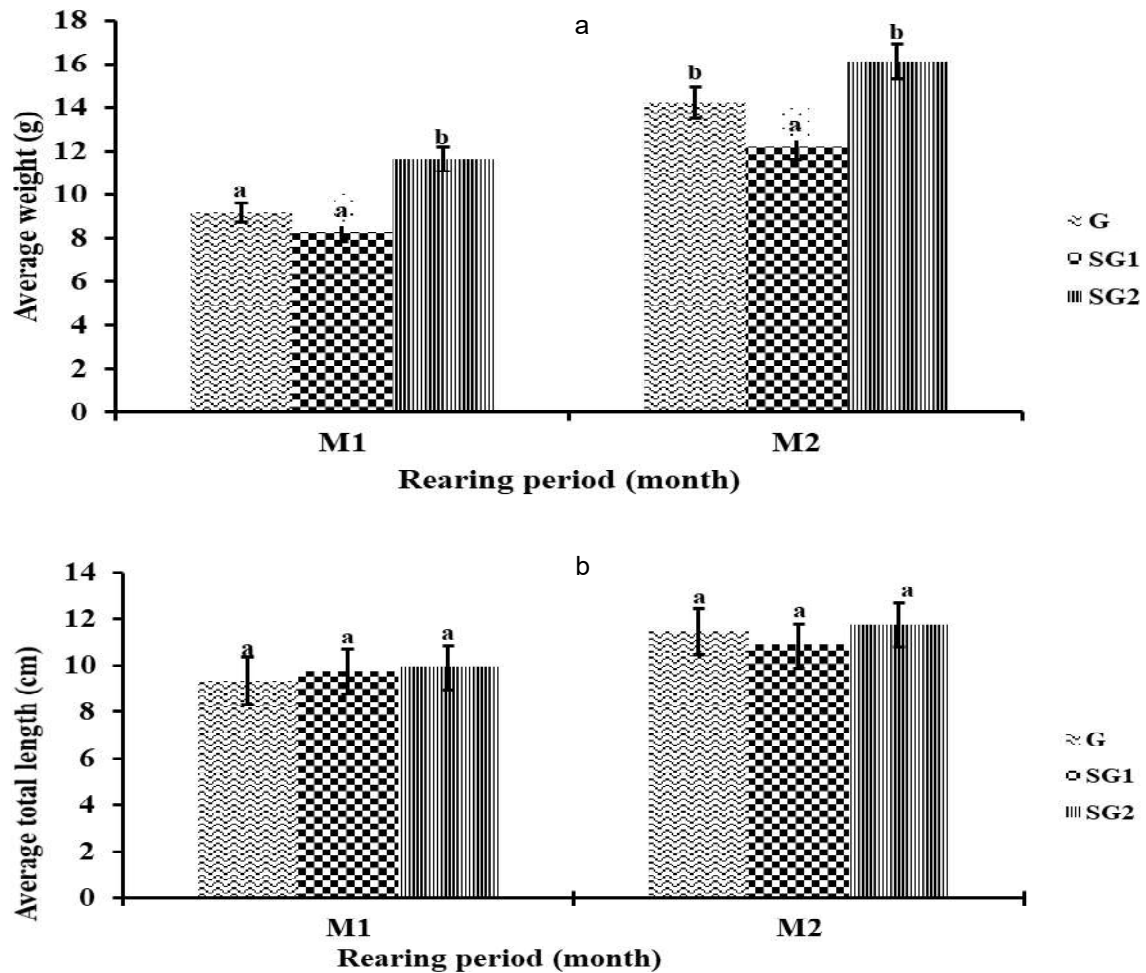 a
Average weight (g)
18
16
14
12
10
8
6
4
2
0
a
a
b
b
a
b
M1
M2
Rearing period (month)
G
SG1
SG2
b
Average total length (cm)
14
12
10
8
6
4
2
0
a
a
a
a
a
a
M1
M2
Rearing period (month)
G
SG1
SG2